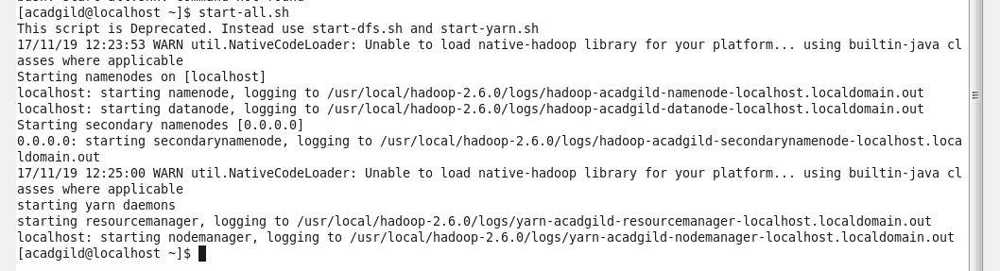 [acadgild@localhost ~]$ start-all.sh
This script is Deprecated. Instead use start-dfs.sh and start-yarn.sh
17/11/19 12:23:53 WARN util.NativeCodeLoader: Unable to load native-hadoop library for your platform... using builtin-java cl
asses where applicable
Starting namenodes on [localhost]
localhost: starting namenode, logging to /usr/local/hadoop-2.6.0/logs/hadoop-acadgild-namenode-localhost.localdomain.out
localhost: starting datanode, logging to /usr/local/hadoop-2.6.0/logs/hadoop-acadgild-datanode-localhost.localdomain.out
Starting secondary namenodes [0.0.0.0]
0.0.0.0: starting secondarynamenode, logging to /usr/local/hadoop-2.6.0/logs/hadoop-acadgild-secondarynamenode-localhost.loca
ldomain.out
17/11/19 12:25:00 WARN util.NativeCodeLoader: Unable to load native-hadoop library for your platform... using builtin-java cl
asses where applicable
starting yarn daemons
starting resourcemanager, logging to /usr/local/hadoop-2.6.0/logs/yarn-acadgild-resourcemanager-localhost.localdomain.out
localhost: starting nodemanager, logging to /usr/local/hadoop-2.6.0/logs/yarn-acadgild-nodemanager-localhost.localdomain.out
[acadgild@localhost ~]$